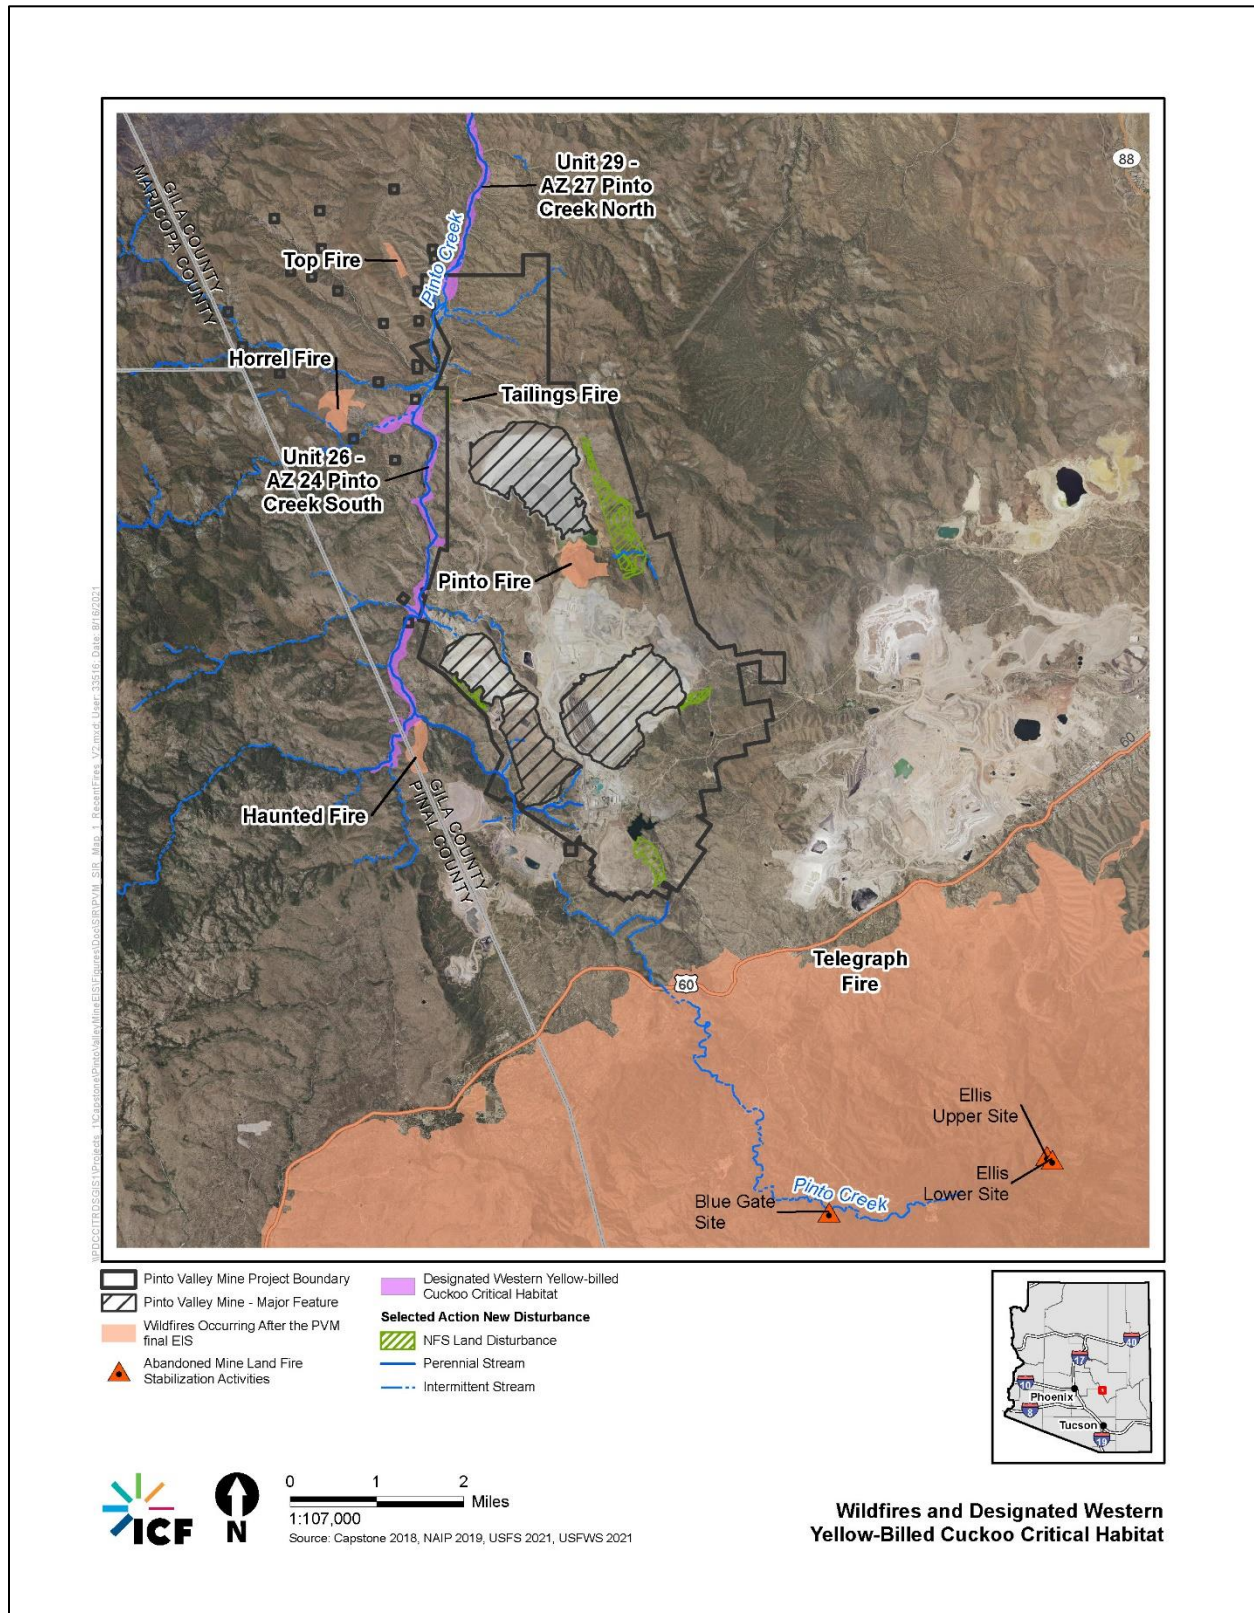 Unit 29 -
AZ 27 Pinto
Creek North
88
GILA COUNTY
MARICOPA COUNTY
Top Fire
Pinto Creek
Horrel Fire
Tailings Fire
Unit 26 -
AZ 24 Pinto
Creek South
Pinto Fire
Haunted Fire
GILA COUNTY
PINAL COUNTY
60
Telegraph
Fire
60
Ellis
Upper Site
Ellis
Lower Site
Pinto Creek
Blue Gate
Site
Pinto Valley Mine Project Boundary
Pinto Valley Mine - Major Feature
Wildfires Occurring After the PVM
final EIS
Abandoned Mine Land Fire
Stabilization Activities
Designated Western Yellow-billed
Cuckoo Critical Habitat
Selected Action New Disturbance
NFS Land Disturbance
Perennial Stream
Intermittent Stream
40
17
10
Phoenix
8
Tucson
19
ICF
N
0 1 2
Miles
1:107,000
Source: Capstone 2018, NAIP 2019, USFS 2021, USFWS 2021
Wildfires and Designated Western
Yellow-Billed Cuckoo Critical Habitat